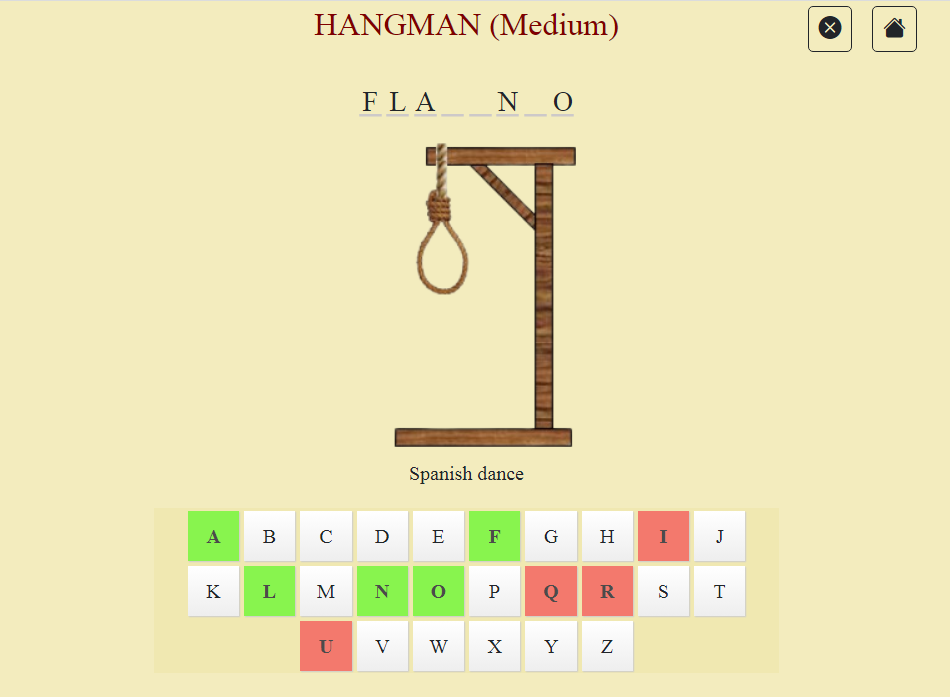 HANGMAN (Medium)
F L A _ _ N _ O
Spanish dance
A B C D E F G H I J
K L M N O P Q R S T
U V W X Y Z